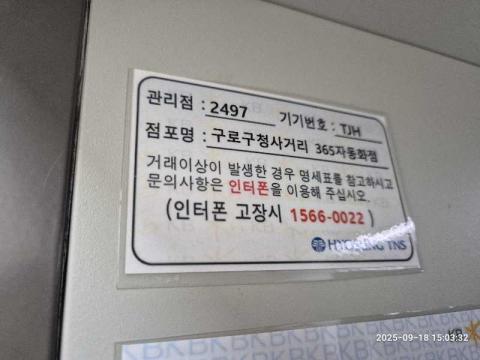 관리점 : 2497 기기번호 : TJH
점포명 : 구로구청사거리 365자동화점
거래이상이 발생한 경우 명세표를 참고하시고
문의사항은 인터폰을 이용해 주십시오.
(인터폰 고장시 1566-0022 )
HYOSUNG TNS
KB
2025-09-18 15:03:32